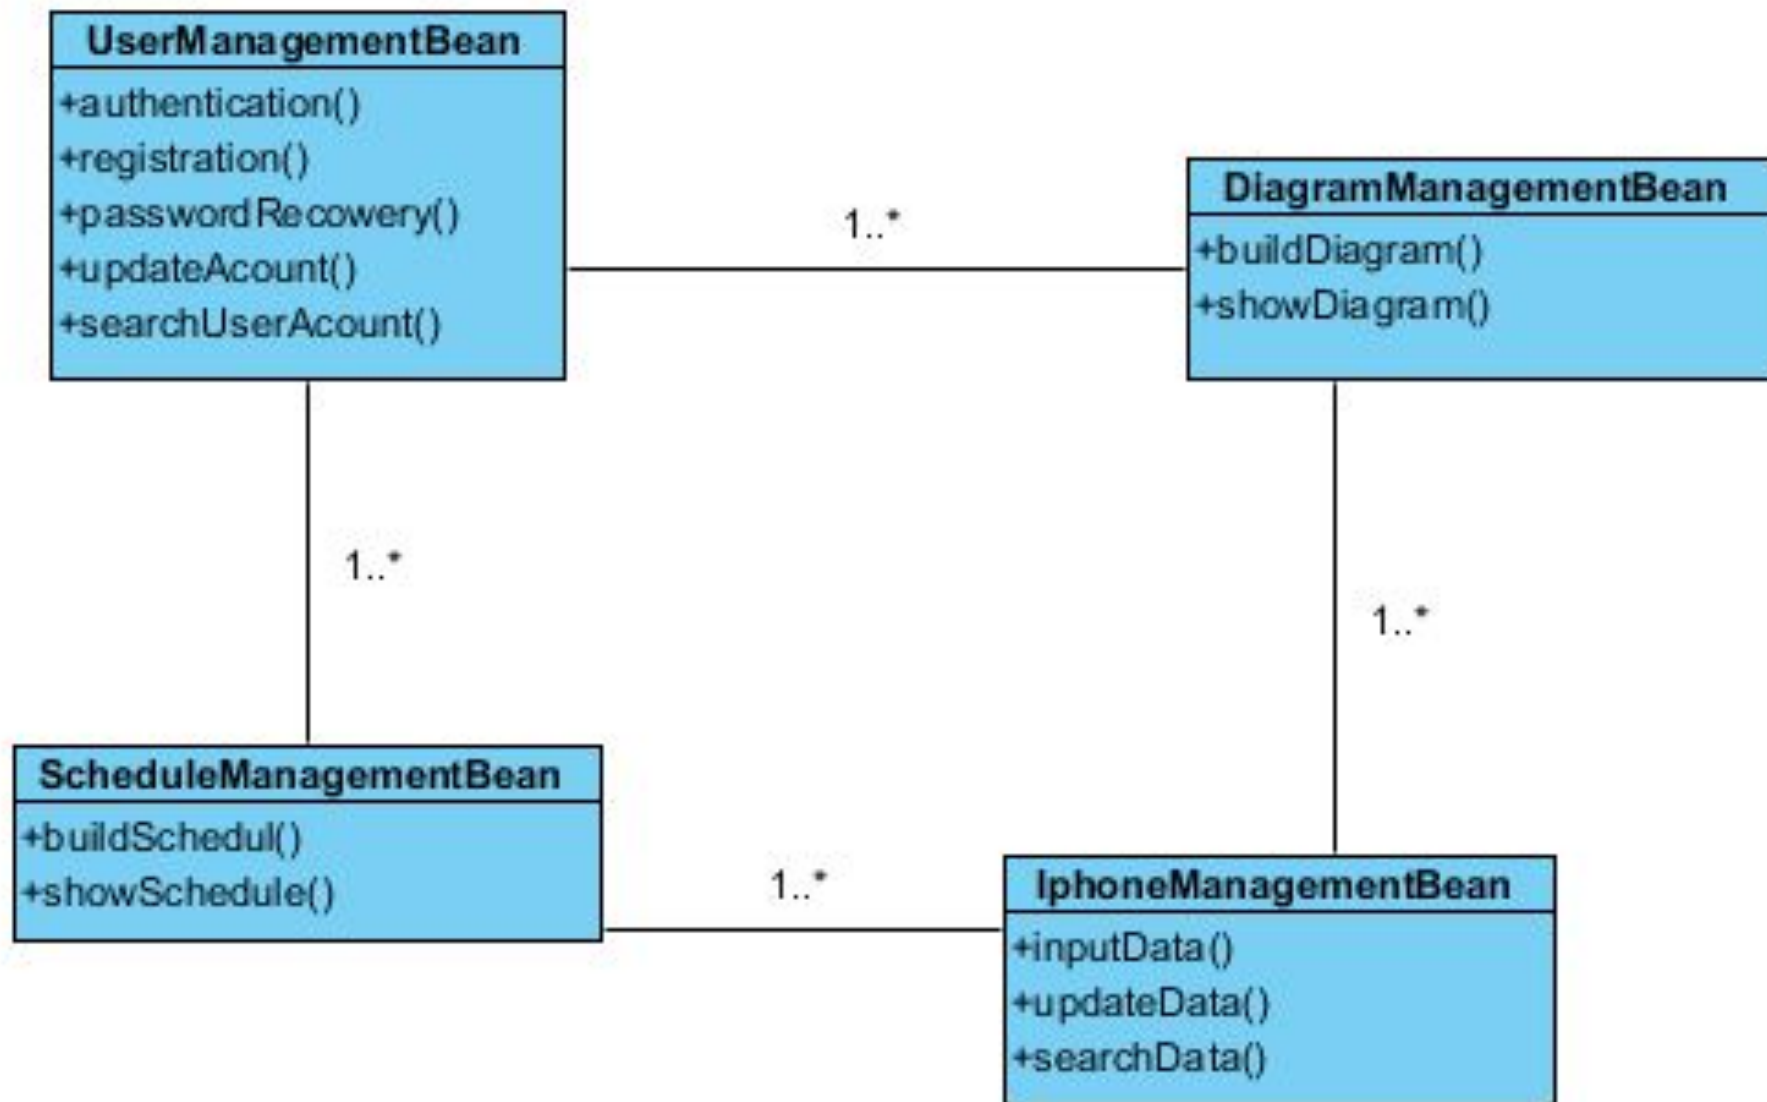 UserManagementBean
+authentication()
+registration()
+passwordRecowery()
+updateAcount()
+searchUserAcount()
1..*
DiagramManagementBean
+buildDiagram()
+showDiagram()
1..*
1..*
ScheduleManagementBean
+buildSchedul()
+showSchedule()
1..*
IphoneManagementBean
+inputData()
+updateData()
+searchData()